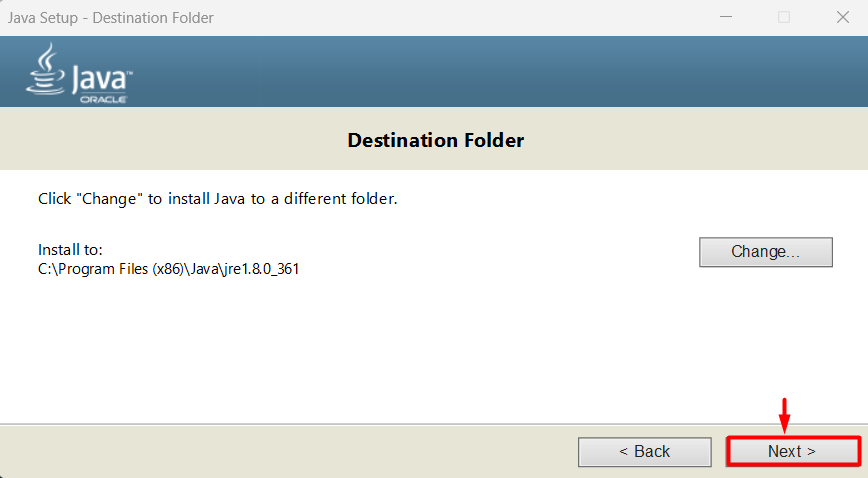 Java Setup - Destination Folder
Java™
ORACLE
Destination Folder
Click "Change" to install Java to a different folder.
Install to:
C:\Program Files (x86)\Java\jre1.8.0_361
Change...
< Back
Next >